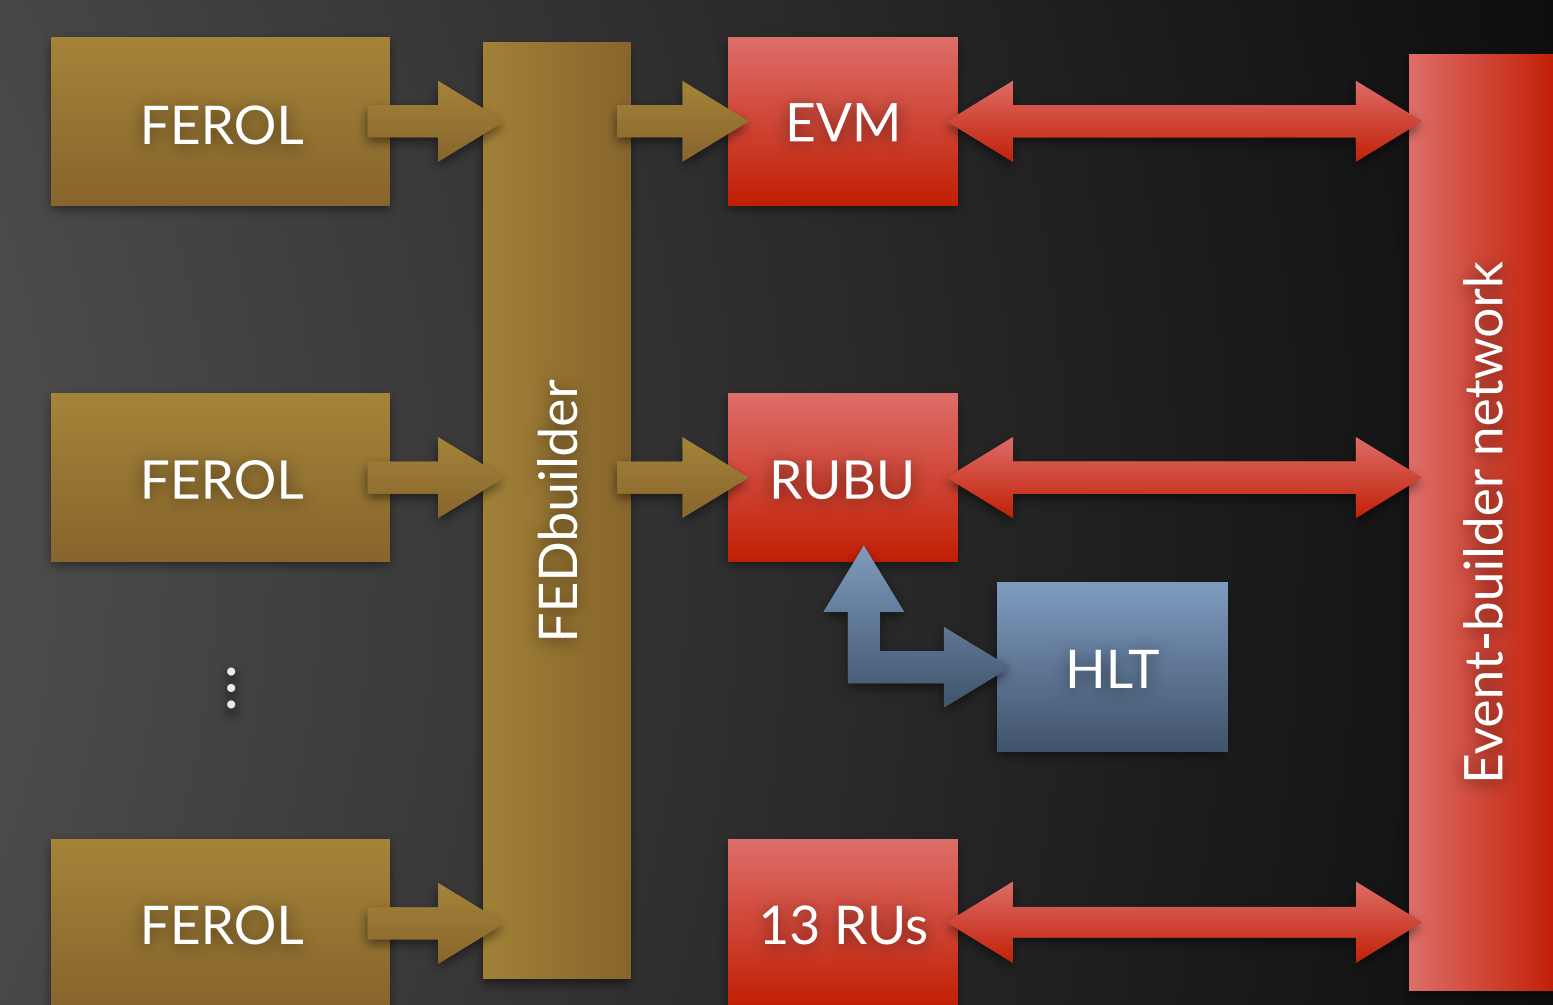 FEROL
EVM
FEROL
FEDbuilder
RUBU
Event-builder network
HLT
⋮
FEROL
13 RUs